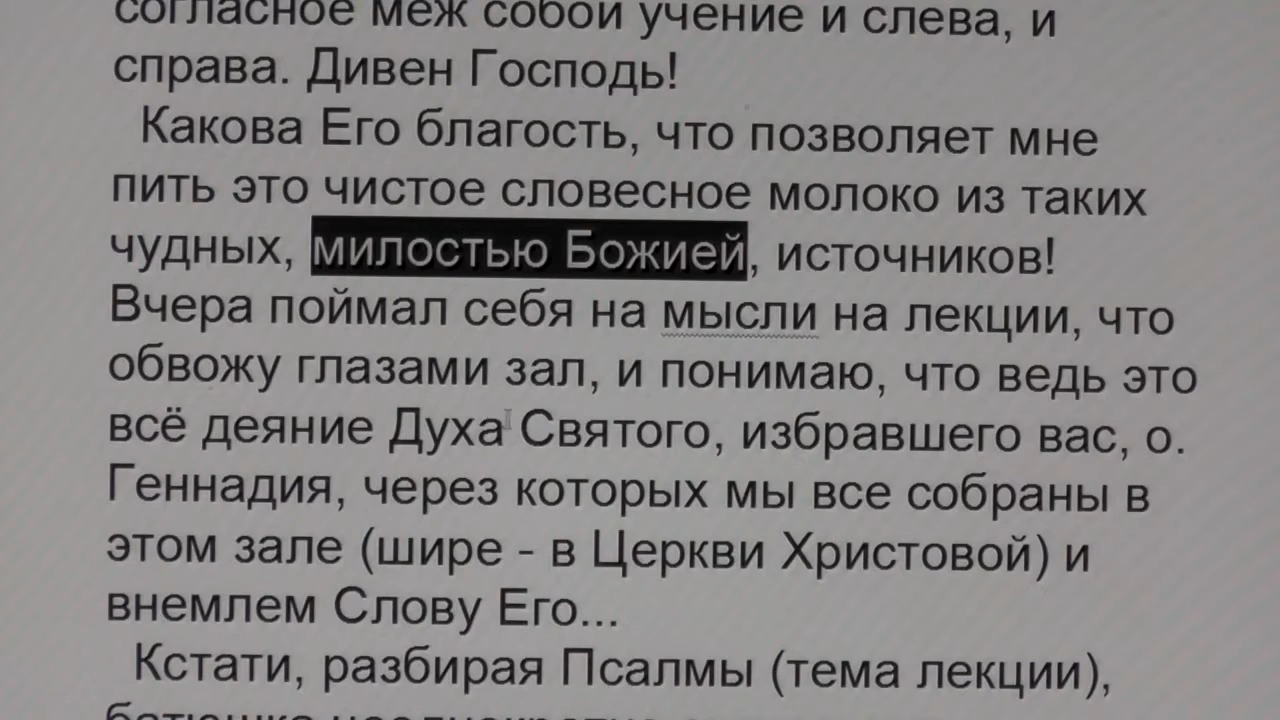 согласное меж собой учение и слева, и
справа. Дивен Господь!
Какова Его благость, что позволяет мне
пить это чистое словесное молоко из таких
чудных, милостью Божией, источников!
Вчера поймал себя на мысли на лекции, что
обвожу глазами зал, и понимаю, что ведь это
всё деяние Духа Святого, избравшего вас, о.
Геннадия, через которых мы все собраны в
этом зале (шире - в Церкви Христовой) и
внемлем Слову Его...
Кстати, разбирая Псалмы (тема лекции),